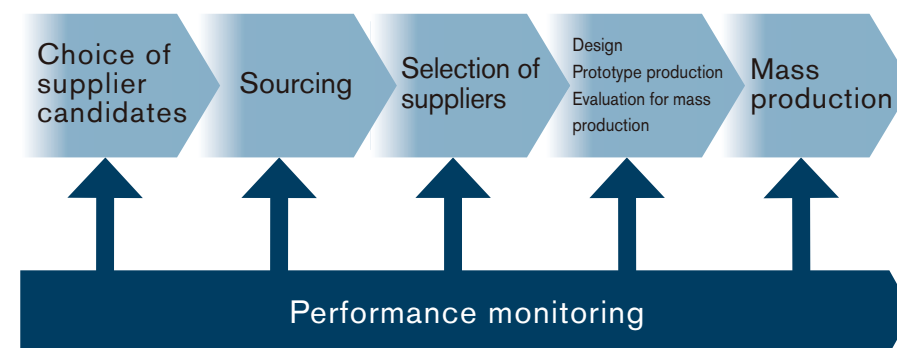 Choice of
supplier
candidates
Sourcing
Selection of
suppliers
Design
Prototype production
Evaluation for mass
production
Mass
production
Performance monitoring